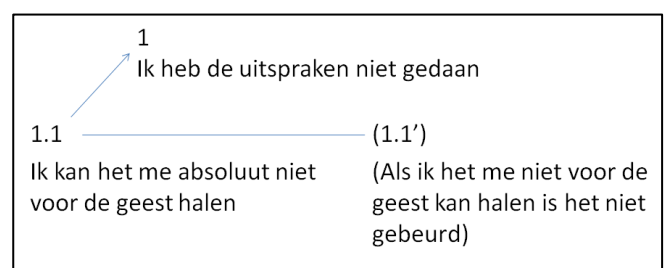 1
Ik heb de uitspraken niet gedaan
1.1
Ik kan het me absoluut niet
voor de geest halen
(1.1’)
(Als ik het me niet voor de
geest kan halen is het niet
gebeurd)